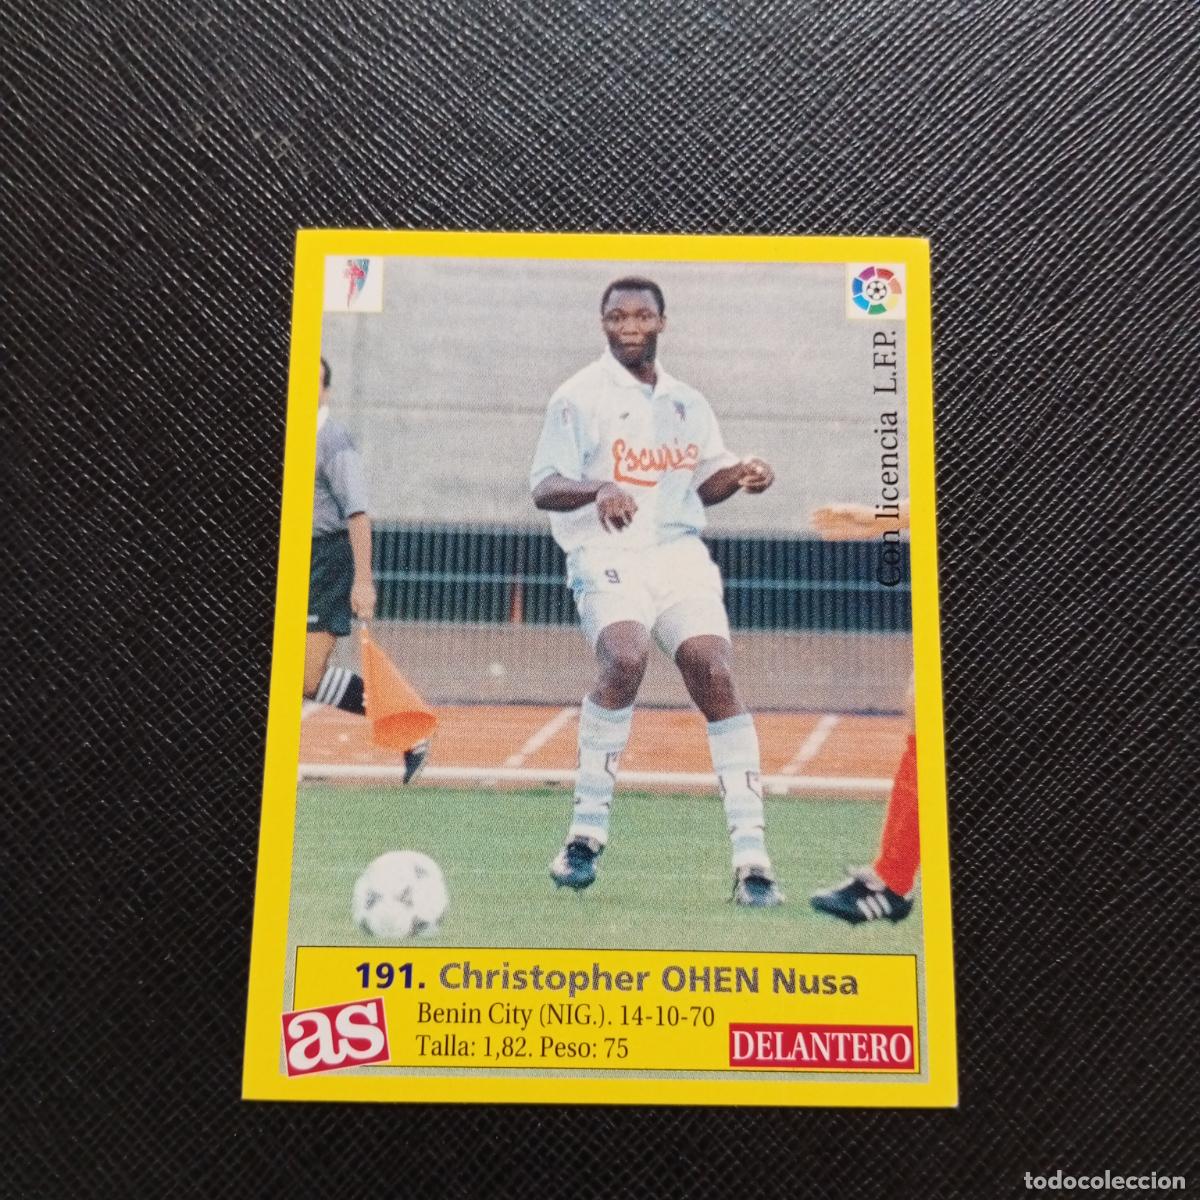 Con licencia L.F.P.
Escurio
9
191. Christopher OHEN Nusa
as
Benin City (NIG.). 14-10-70
Talla: 1,82. Peso: 75
DELANTERO
todocoleccion